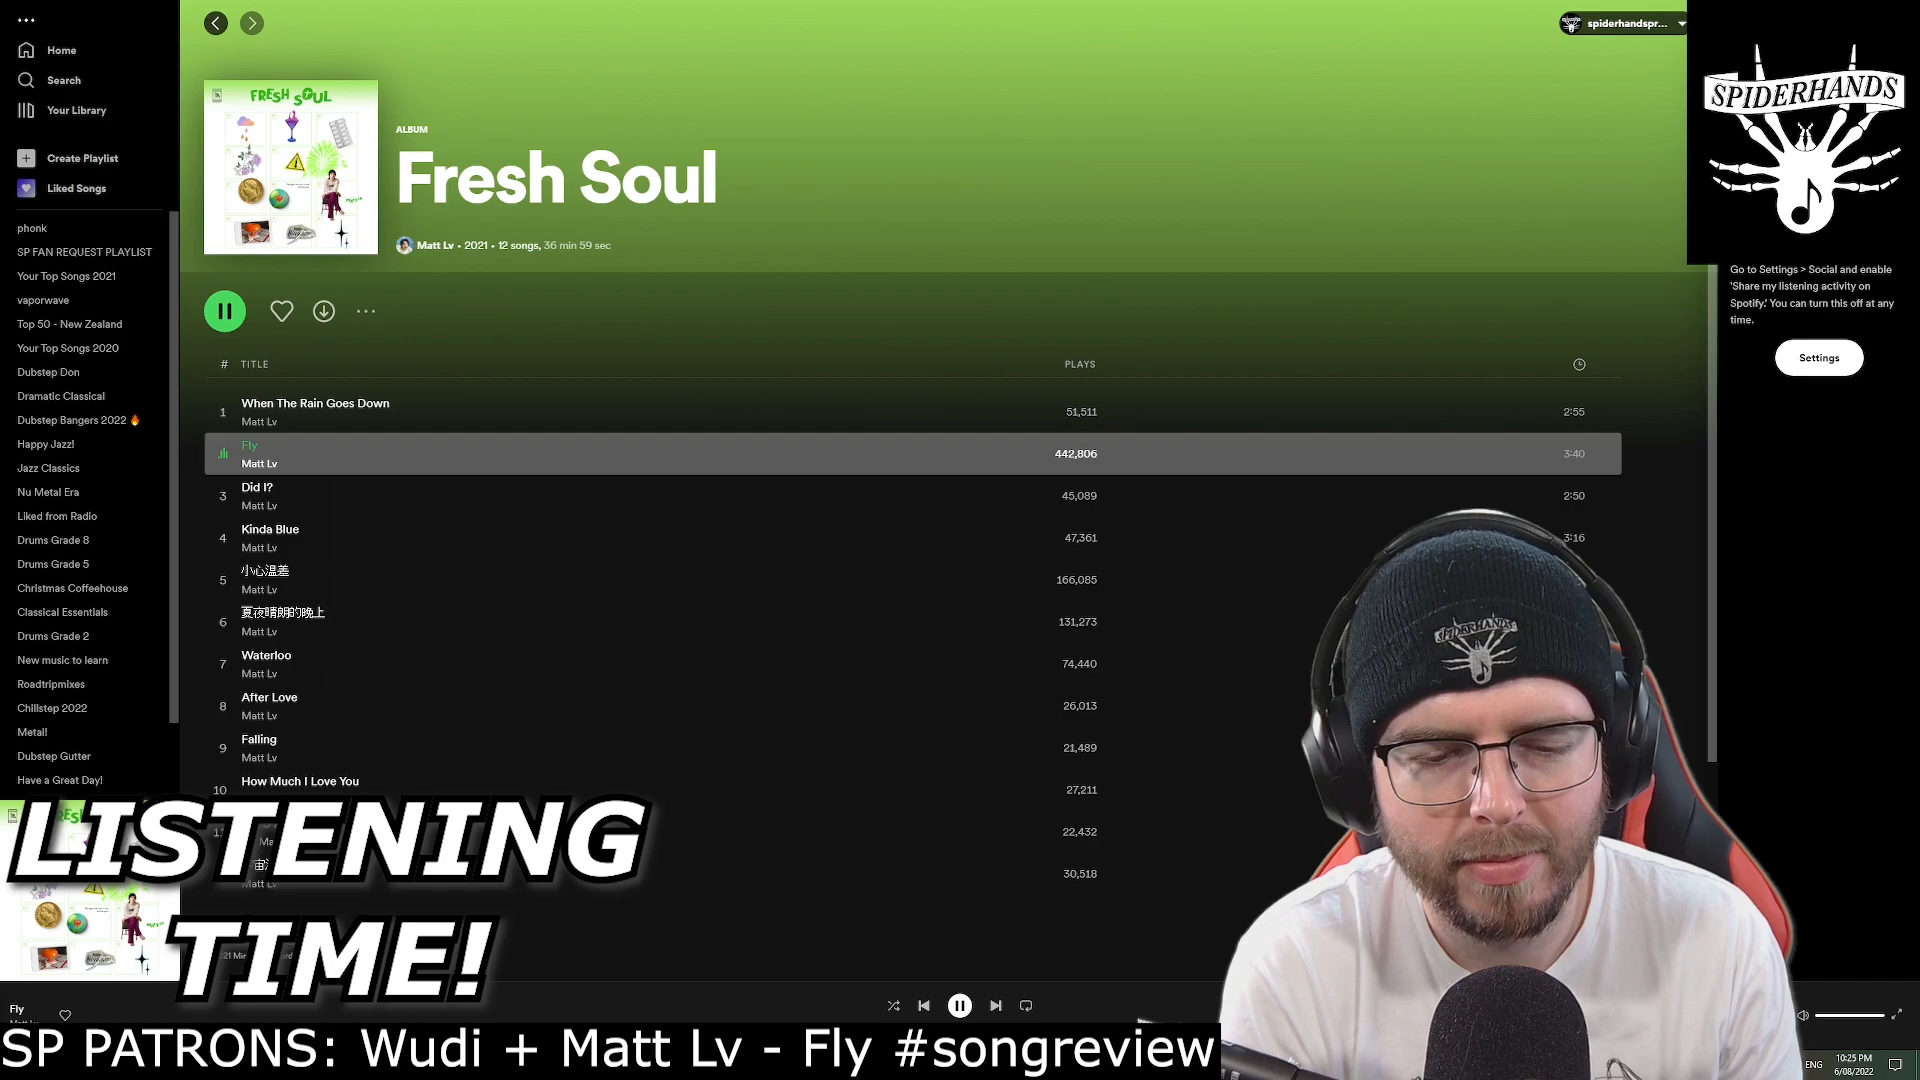 Home
Search
Your Library
Create Playlist
Liked Songs
phonk
SP FAN REQUEST PLAYLIST
Your Top Songs 2021
vaporwave
Top 50 - New Zealand
Your Top Songs 2020
Dubstep Don
Dramatic Classical
Dubstep Bangers 2022 🔥
Happy Jazz!
Jazz Classics
Nu Metal Era
Liked from Radio
Drums Grade 8
Drums Grade 5
Christmas Coffeehouse
Classical Essentials
Drums Grade 2
New music to learn
Roadtripmixes
Chillstep 2022
Metal!
Dubstep Gutter
Have a Great Day!
spiderhandspr...
FRESH SOUL
ALBUM
Fresh Soul
Matt Lv • 2021 • 12 songs, 36 min 59 sec
# TITLE PLAYS
1 When The Rain Goes Down 51,511 2:55
Matt Lv
Fly 442,806 3:40
Matt Lv
3 Did I? 45,089 2:50
Matt Lv
4 Kinda Blue 47,361 3:16
Matt Lv
5 小心温差 166,085
Matt Lv
6 夏夜晴朗的晚上 131,273
Matt Lv
7 Waterloo 74,440
Matt Lv
8 After Love 26,013
Matt Lv
9 Falling 21,489
Matt Lv
10 How Much I Love You 27,211
22,432
30,518
Matt Lv
SPIDERHANDS
Go to Settings > Social and enable
'Share my listening activity on
Spotify.' You can turn this off at any
time.
Settings
SPIDERHANDS
LISTENING
TIME!
Fly
SP PATRONS: Wudi + Matt Lv - Fly #songreview
ENG
10:25 PM
6/08/2022